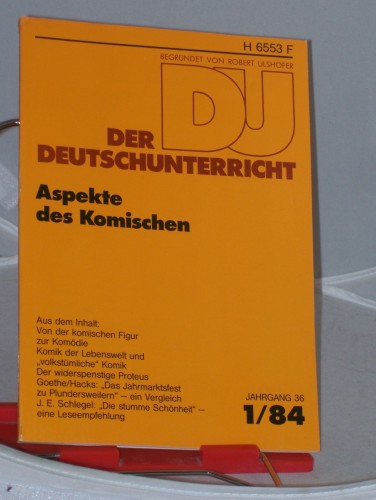 H 6553 F
BEGRÜNDET VON ROBERT ULSHÖFER
DU
DER
DEUTSCHUNTERRICHT
Aspekte
des Komischen
Aus dem Inhalt:
Von der komischen Figur
zur Komödie
Komik der Lebenswelt und
„volkstümliche" Komik
Der widerspenstige Proteus
Goethe/Hacks: „Das Jahrmarktsfest
zu Plundersweilern" – ein Vergleich
J. E. Schlegel: „Die stumme Schönheit" –
eine Leseempfehlung
JAHRGANG 36
1/84